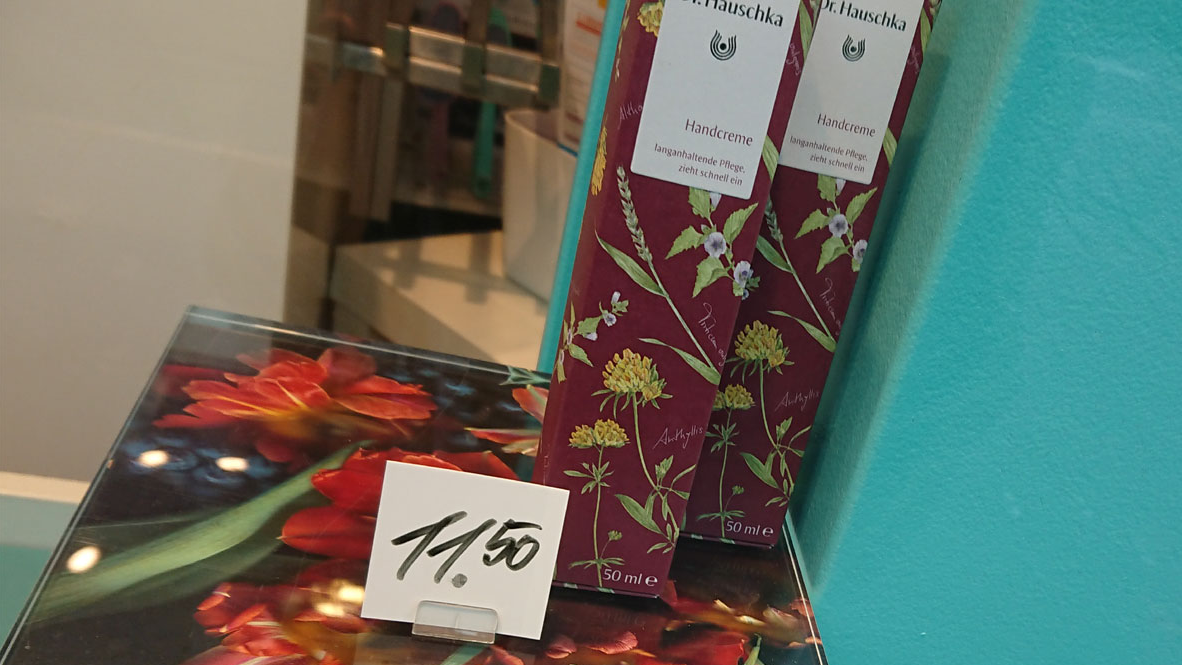 Dr. Hauschka
Handcreme
langanhaltende Pflege,
zieht schnell ein
Anthyllis
50 ml e
Dr. Hauschka
Handcreme
langanhaltende Pflege,
zieht schnell ein
Anthyllis
50 ml e
11.50